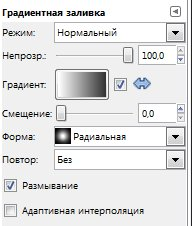 Градиентная заливка
Режим: Нормальный
Непрозр.: 100,0
Градиент:
Смещение: 0,0
Форма: Радиальная
Повтор: Без
Размывание
Адаптивная интерполяция